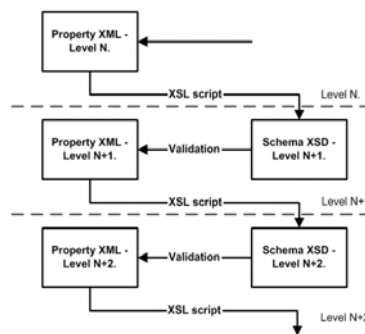 Property XML -
Level N.
XSL script
Level N.
Property XML -
Level N+1.
Validation
Schema XSD -
Level N+1.
XSL script
Level N+
Property XML -
Level N+2.
Validation
Schema XSD -
Level N+2.
XSL script
Level N+2